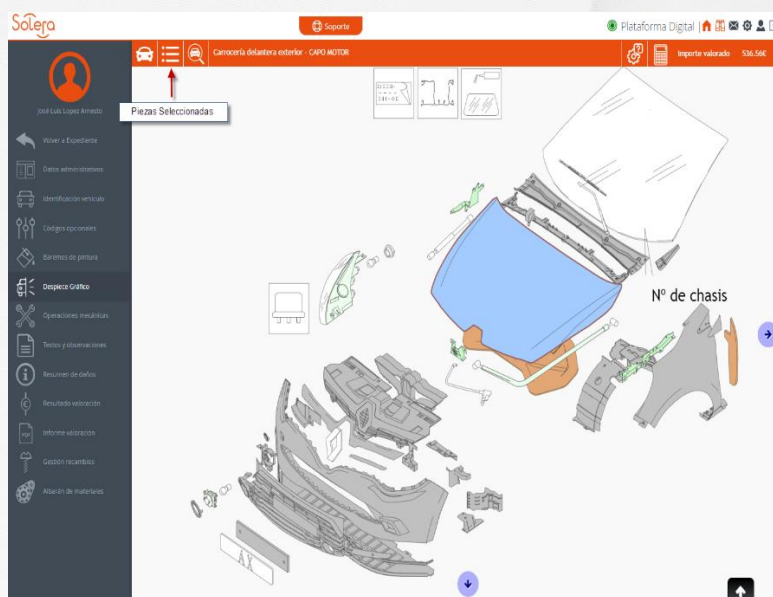 Solera
Soporte
Plataforma Digital
Carrocería delantera exterior - CAPO MOTOR
Importe valorado 536.56€
Piezas Seleccionadas
José Luis Lopez Arnesto
Volver a Expediente
Datos administrativos
Identificación vehículo
Códigos opcionales
Baremos de pintura
Despiece Gráfico
Operaciones mecánicas
Textos y observaciones
Resumen de daños
Resultado valoración
Informe valoración
Gestión recambios
Albarán de materiales
Nº de chasis
AX